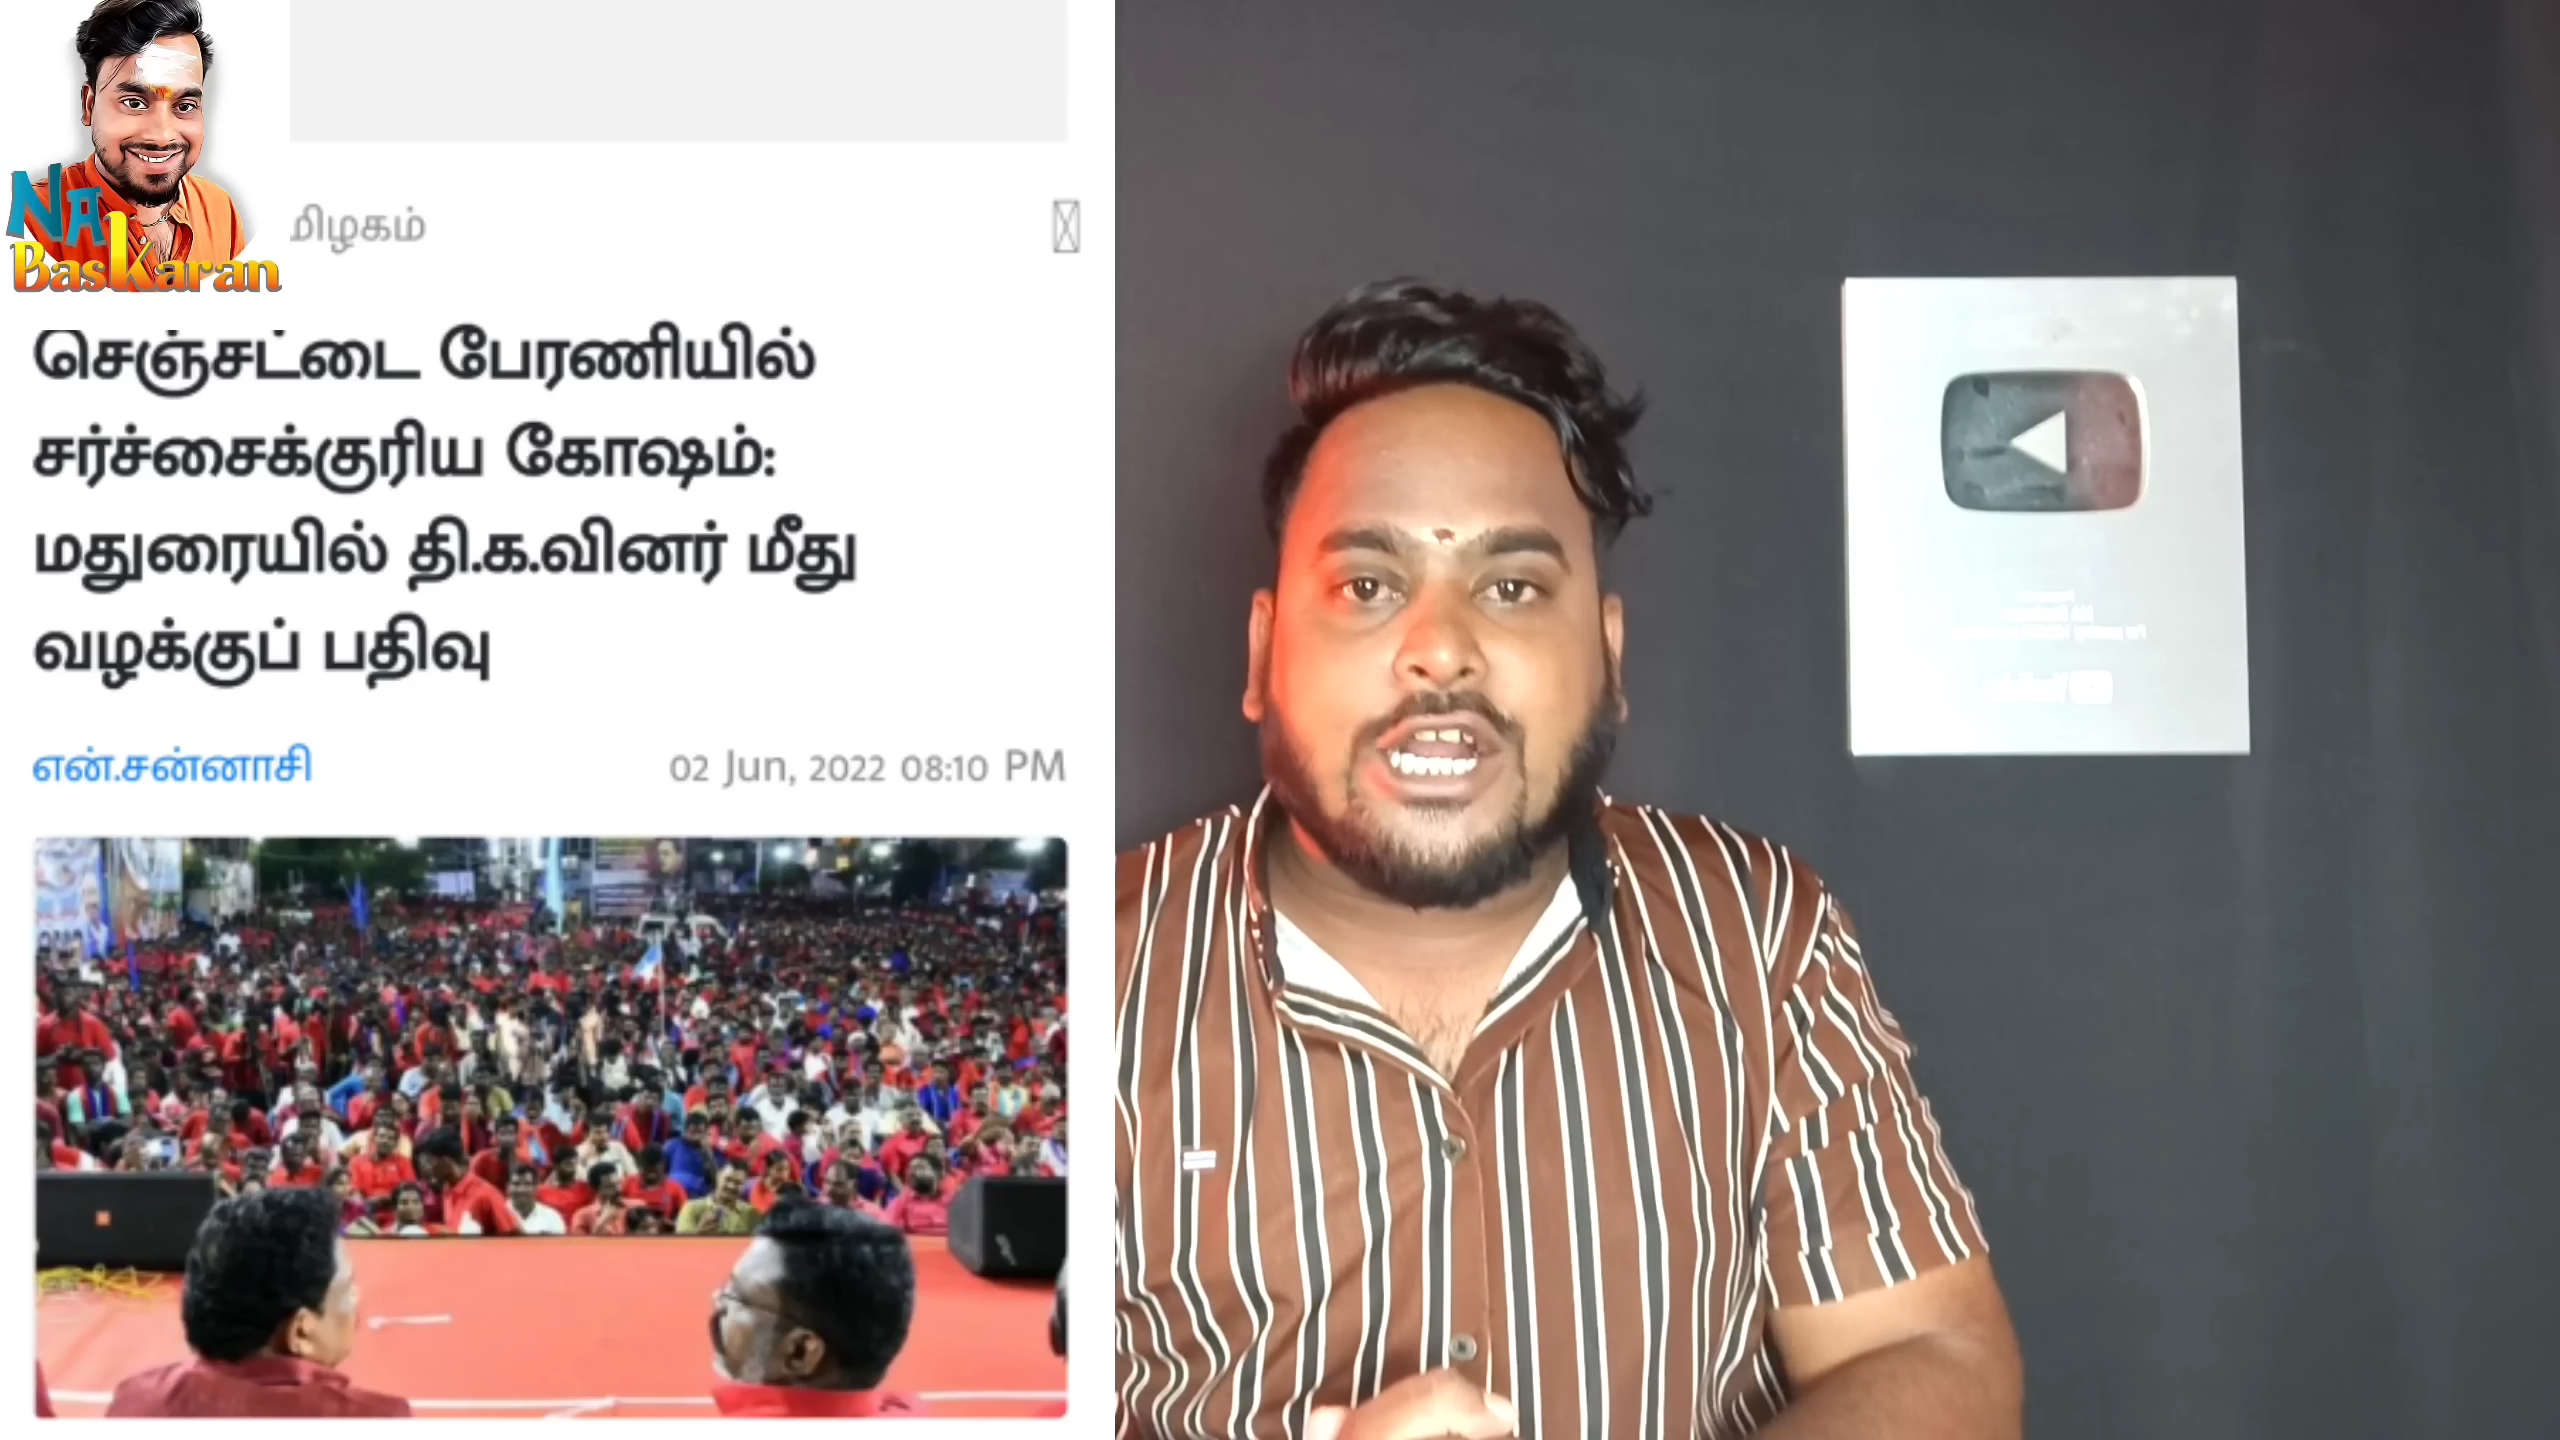 Na
Baskaran
மிழகம்
செஞ்சட்டை பேரணியில்
சர்ச்சைக்குரிய கோஷம்:
மதுரையில் தி.க.வினர் மீது
வழக்குப் பதிவு
என்.சன்னாசி
02 Jun, 2022 08:10 PM